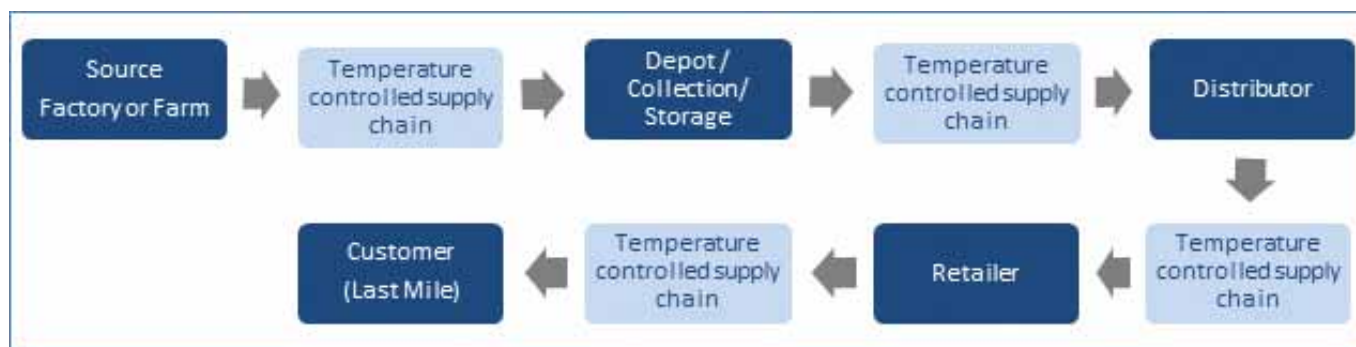 Source
Factory or Farm
Temperature
controlled supply
chain
Depot /
Collection/
Storage
Temperature
controlled supply
chain
Distributor
Temperature
controlled supply
chain
Retailer
Temperature
controlled supply
chain
Customer
(Last Mile)